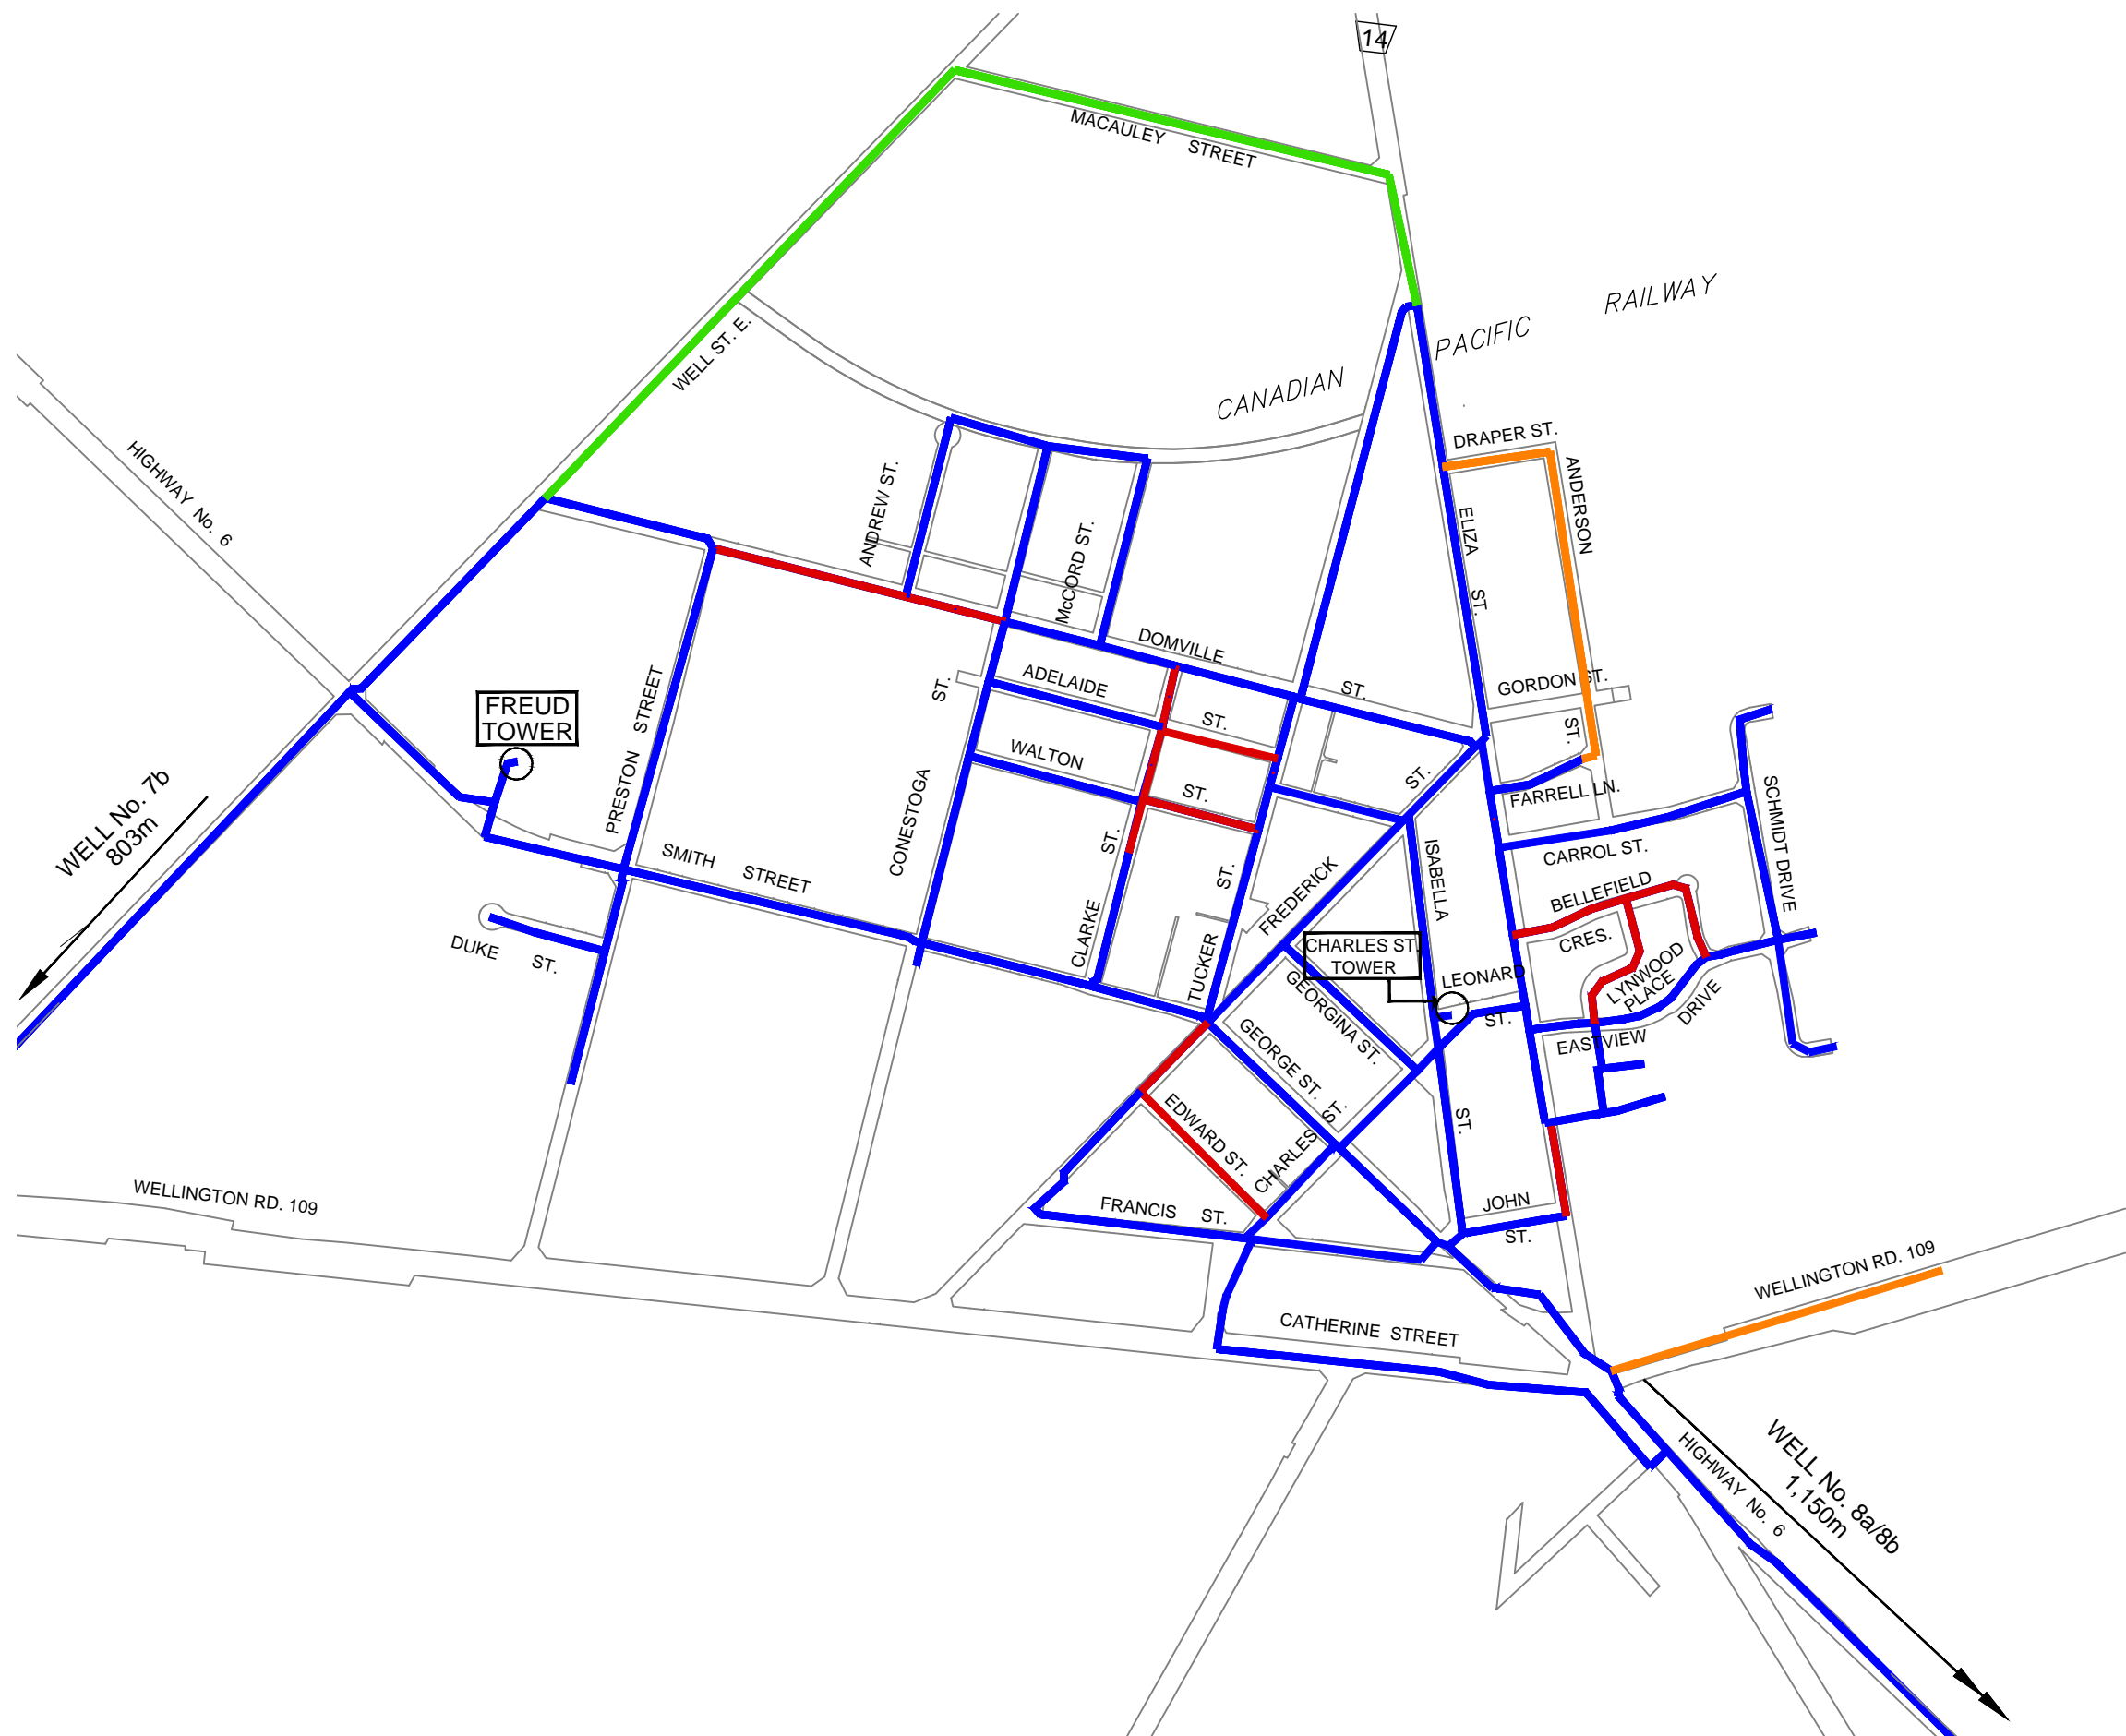 14
MACAULEY STREET
RAILWAY
PACIFIC
CANADIAN
WELL ST. E.
HIGHWAY No. 6
DRAPER ST.
ANDERSON
ST.
ANDREW ST.
McCORD ST.
ELIZA
ST.
DOMVILLE
ST.
ADELAIDE
ST.
GORDON ST.
FREUD
TOWER
PRESTON STREET
ST.
WALTON
ST.
ST.
FARRELL LN.
SCHMIDT DRIVE
WELL No. 7b
803m
CONESTOGA
SMITH STREET
ST.
CARROL ST.
ISABELLA
ST.
BELLEFIELD
CRES.
FREDERICK
CLARKE
TUCKER
ST.
DUKE ST.
CHARLES ST.
TOWER
LEONARD
ST.
LYNWOOD
PLACE
DRIVE
EASTVIEW
GEORGINA ST.
GEORGE ST.
EDWARD ST.
CHARLES ST.
WELLINGTON RD. 109
FRANCIS ST.
JOHN
ST.
WELLINGTON RD. 109
CATHERINE STREET
HIGHWAY No. 6
WELL No. 8a/8b
1,150m